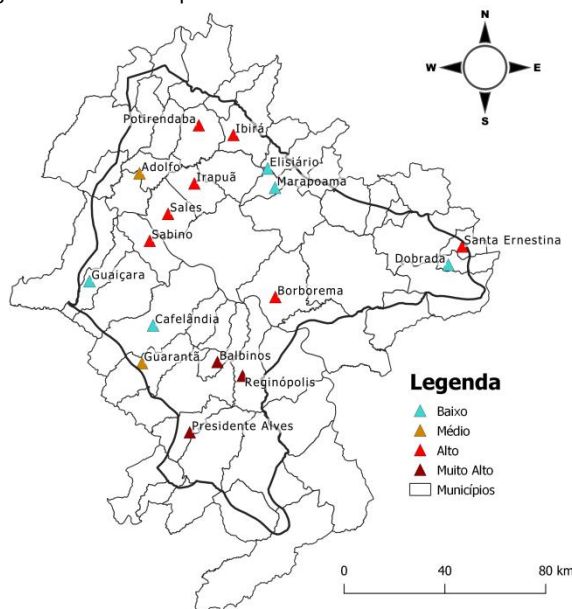 N
W E
S
Potirendaba
Ibirá
Elisiário
Adolfo
Irapuã
Marapoama
Sales
Santa Ernestina
Sabino
Dobrada
Guaiçara
Borborema
Cafelândia
Guarantã
Balbinos
Reginópolis
Presidente Alves
Legenda
Baixo
Médio
Alto
Muito Alto
Municípios
0 40 80 km